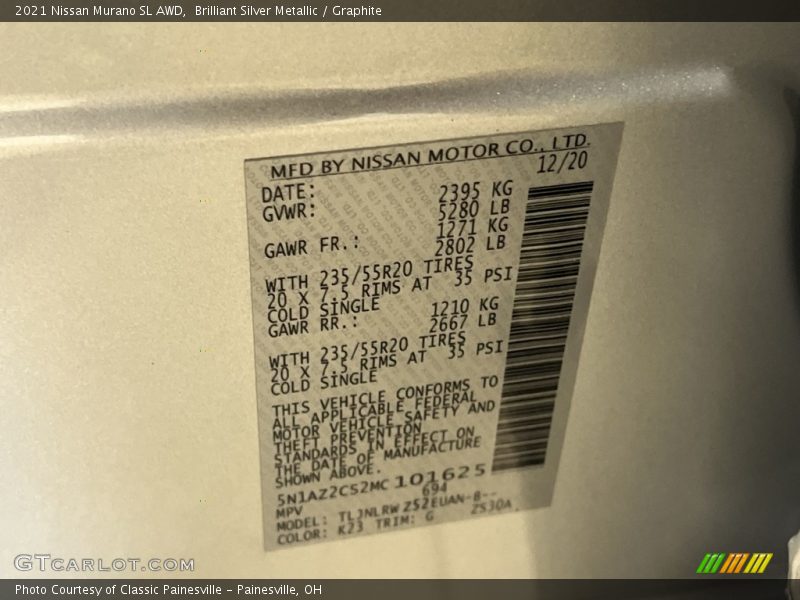 2021 Nissan Murano SL AWD, Brilliant Silver Metallic / Graphite
MFD BY NISSAN MOTOR CO., LTD.
DATE: 12/20
GVWR: 2395 KG
5280 LB
GAWR FR.: 1271 KG
2802 LB
WITH 235/55R20 TIRES
20 X 7.5 RIMS AT 35 PSI
COLD SINGLE
GAWR RR.: 1210 KG
2667 LB
WITH 235/55R20 TIRES
20 X 7.5 RIMS AT 35 PSI
COLD SINGLE
THIS VEHICLE CONFORMS TO
ALL APPLICABLE FEDERAL
MOTOR VEHICLE SAFETY AND
THEFT PREVENTION
STANDARDS IN EFFECT ON
THE DATE OF MANUFACTURE
SHOWN ABOVE.
5N1AZ2CS2MC101625
MPV 694
MODEL: TLJNLRWZ52EUAN-B--
COLOR: K23 TRIM: G Z530A
GTCARLOT.COM
Photo Courtesy of Classic Painesville - Painesville, OH